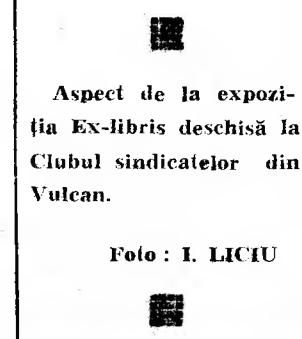 Aspect de la expozi-
ția Ex-libris deschisă la
Clubul sindicatelor din
Vulcan.
Foto : I. LICIU